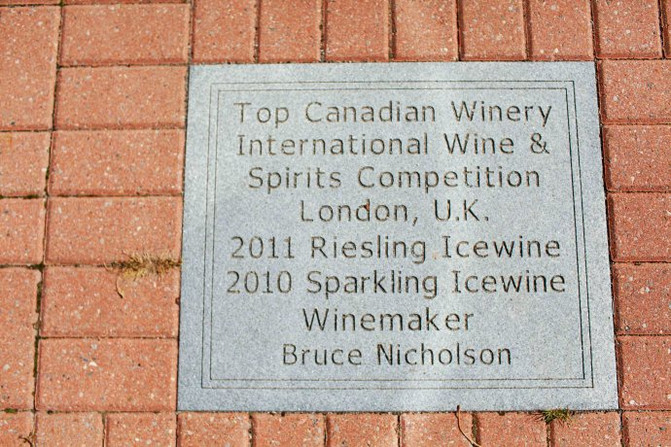 Top Canadian Winery
International Wine &
Spirits Competition
London, U.K.
2011 Riesling Icewine
2010 Sparkling Icewine
Winemaker
Bruce Nicholson